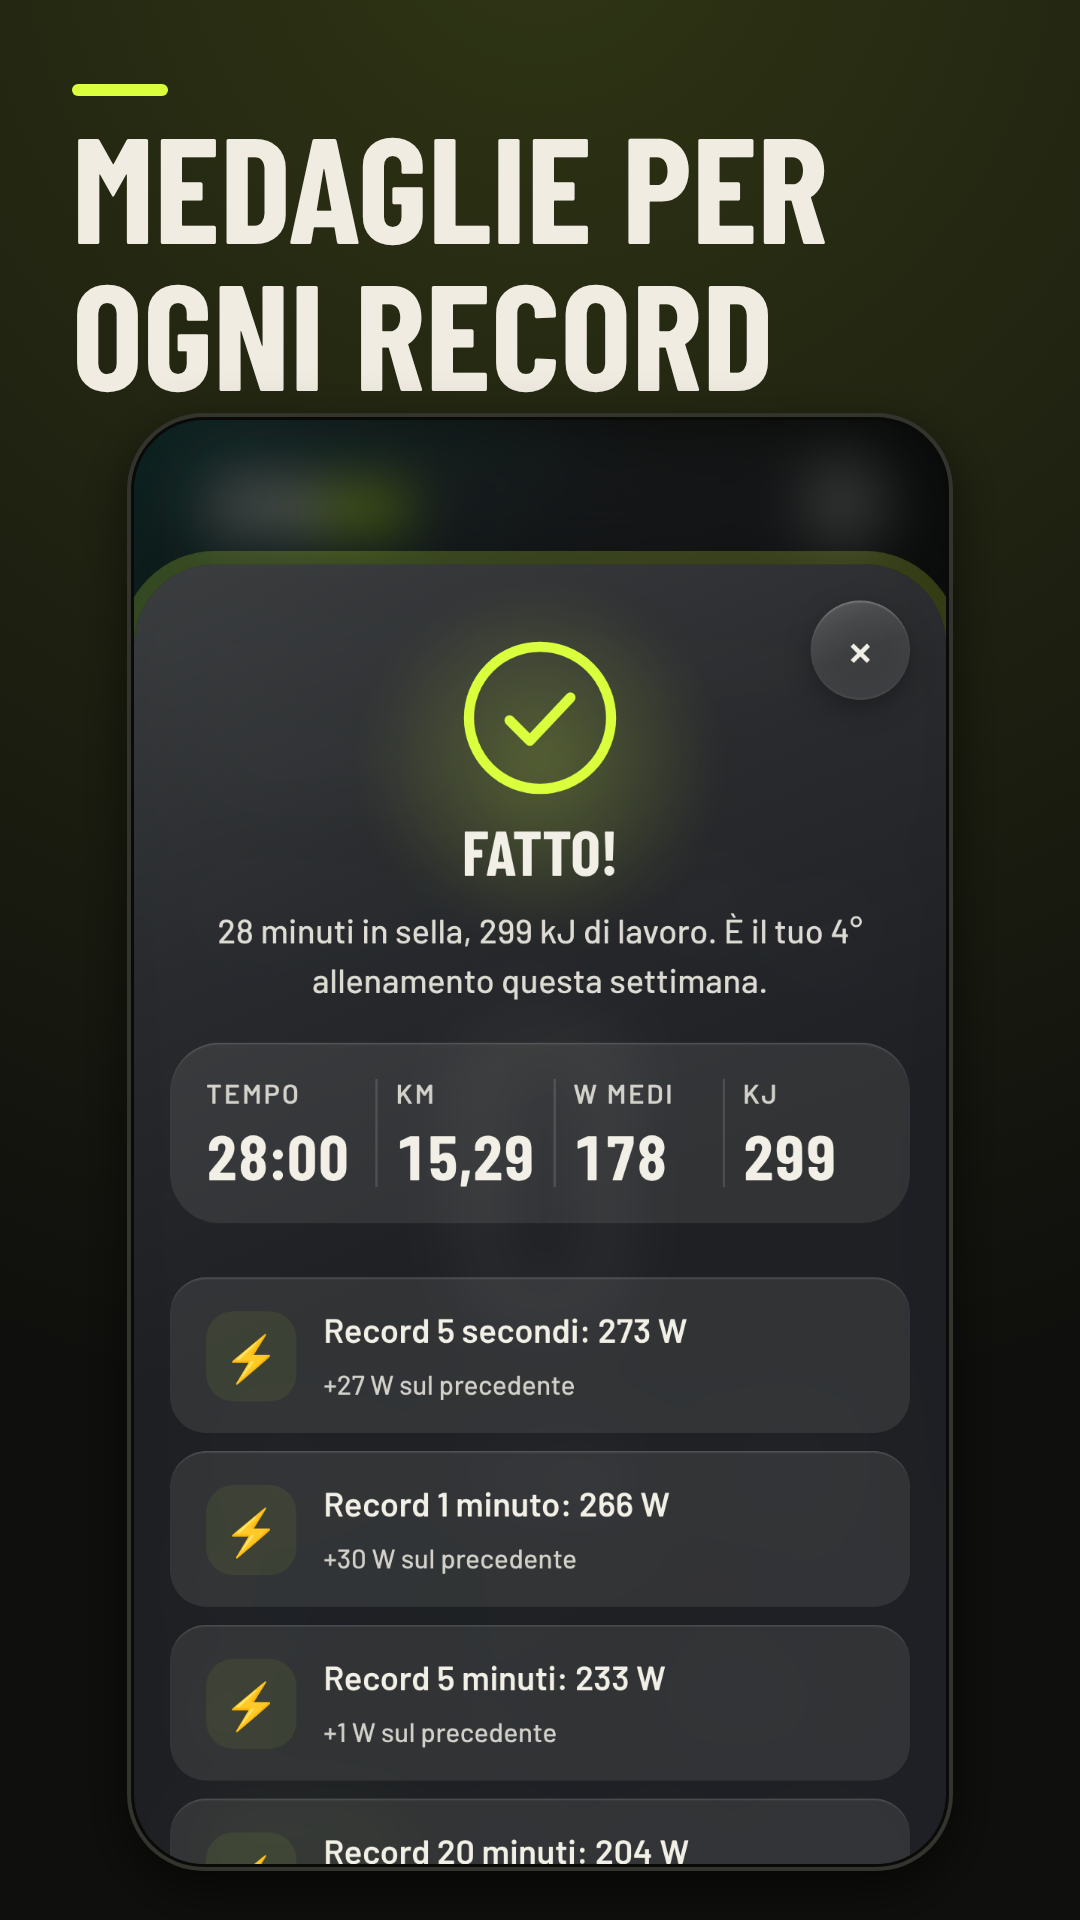 MEDAGLIE PER
OGNI RECORD
×
FATTO!
28 minuti in sella, 299 kJ di lavoro. È il tuo 4°
allenamento questa settimana.
TEMPO KM W MEDI KJ
28:00 15,29 178 299
Record 5 secondi: 273 W
+27 W sul precedente
Record 1 minuto: 266 W
+30 W sul precedente
Record 5 minuti: 233 W
+1 W sul precedente
Record 20 minuti: 204 W